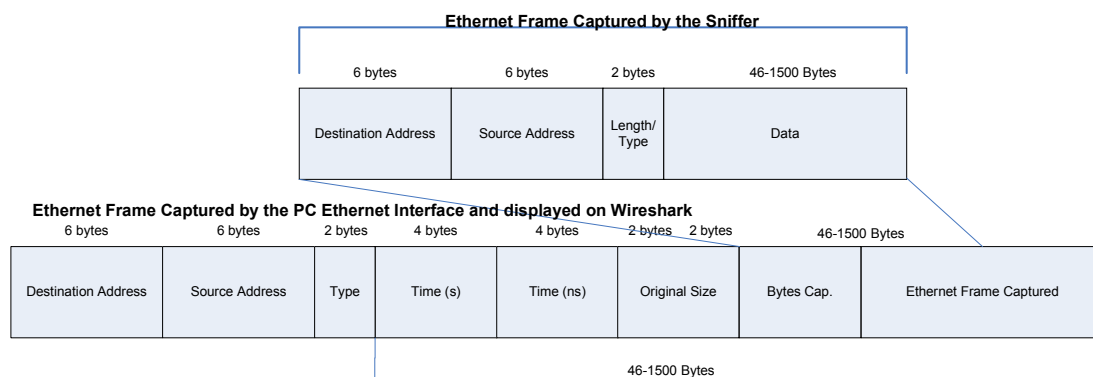 Ethernet Frame Captured by the Sniffer
6 bytes 6 bytes 2 bytes 46-1500 Bytes
Destination Address Source Address Length/
Type Data
Ethernet Frame Captured by the PC Ethernet Interface and displayed on Wireshark
6 bytes 6 bytes 2 bytes 4 bytes 4 bytes 2 bytes 2 bytes 46-1500 Bytes
Destination Address Source Address Type Time (s) Time (ns) Original Size Bytes Cap. Ethernet Frame Captured
46-1500 Bytes